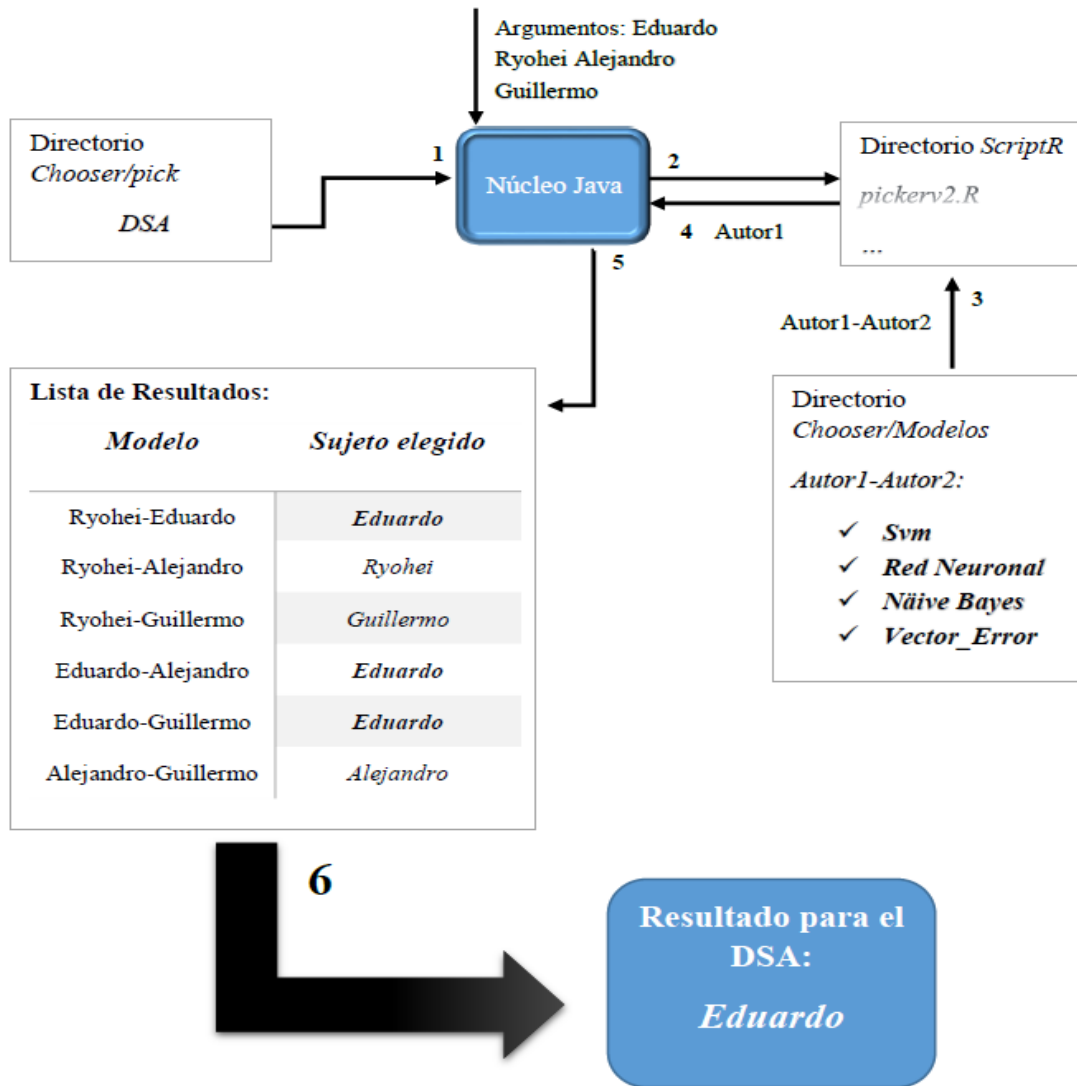 Argumentos: Eduardo
Ryohei Alejandro
Guillermo
Directorio
Chooser/pick
DSA
1
Núcleo Java
2
4 Autor1
5
Directorio ScriptR
pickerv2.R
...
3
Autor1-Autor2
Directorio
Chooser/Modelos
Autor1-Autor2:
✓ Svm
✓ Red Neuronal
✓ Näive Bayes
✓ Vector_Error
Lista de Resultados:
Modelo Sujeto elegido
Ryohei-Eduardo Eduardo
Ryohei-Alejandro Ryohei
Ryohei-Guillermo Guillermo
Eduardo-Alejandro Eduardo
Eduardo-Guillermo Eduardo
Alejandro-Guillermo Alejandro
6
Resultado para el
DSA:
Eduardo